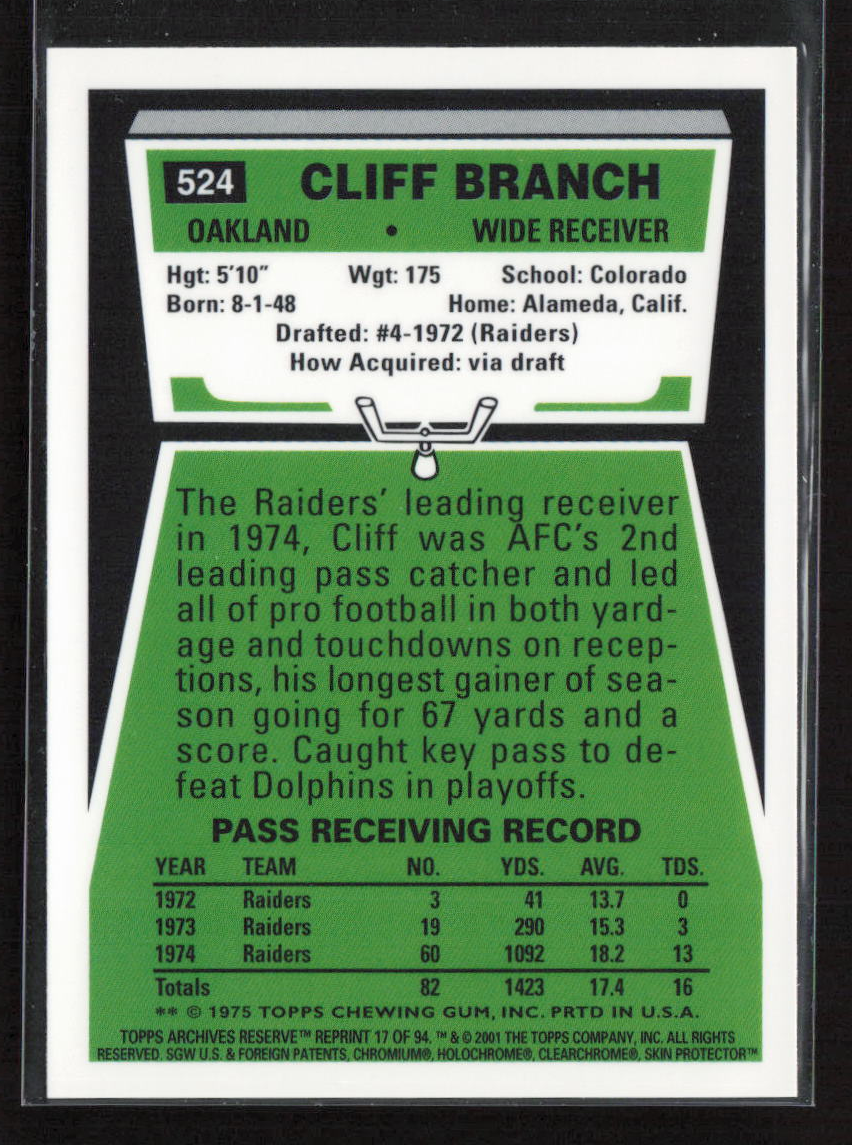 524 CLIFF BRANCH
OAKLAND • WIDE RECEIVER
Hgt: 5'10" Wgt: 175 School: Colorado
Born: 8-1-48 Home: Alameda, Calif.
Drafted: #4-1972 (Raiders)
How Acquired: via draft
The Raiders' leading receiver
in 1974, Cliff was AFC's 2nd
leading pass catcher and led
all of pro football in both yard-
age and touchdowns on recep-
tions, his longest gainer of sea-
son going for 67 yards and a
score. Caught key pass to de-
feat Dolphins in playoffs.
PASS RECEIVING RECORD
YEAR TEAM NO. YDS. AVG. TDS.
1972 Raiders 3 41 13.7 0
1973 Raiders 19 290 15.3 3
1974 Raiders 60 1092 18.2 13
Totals 82 1423 17.4 16
** © 1975 TOPPS CHEWING GUM, INC. PRTD IN U.S.A.
TOPPS ARCHIVES RESERVE™ REPRINT 17 OF 94. ™ & © 2001 THE TOPPS COMPANY, INC. ALL RIGHTS
RESERVED. SGW U.S. & FOREIGN PATENTS, CHROMIUM®, HOLOCHROME®, CLEARCHROME®, SKIN PROTECTOR™